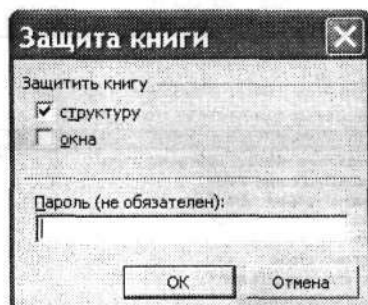 Защита книги
Защитить книгу
структуру
окна
Пароль (не обязателен):
ОК
Отмена